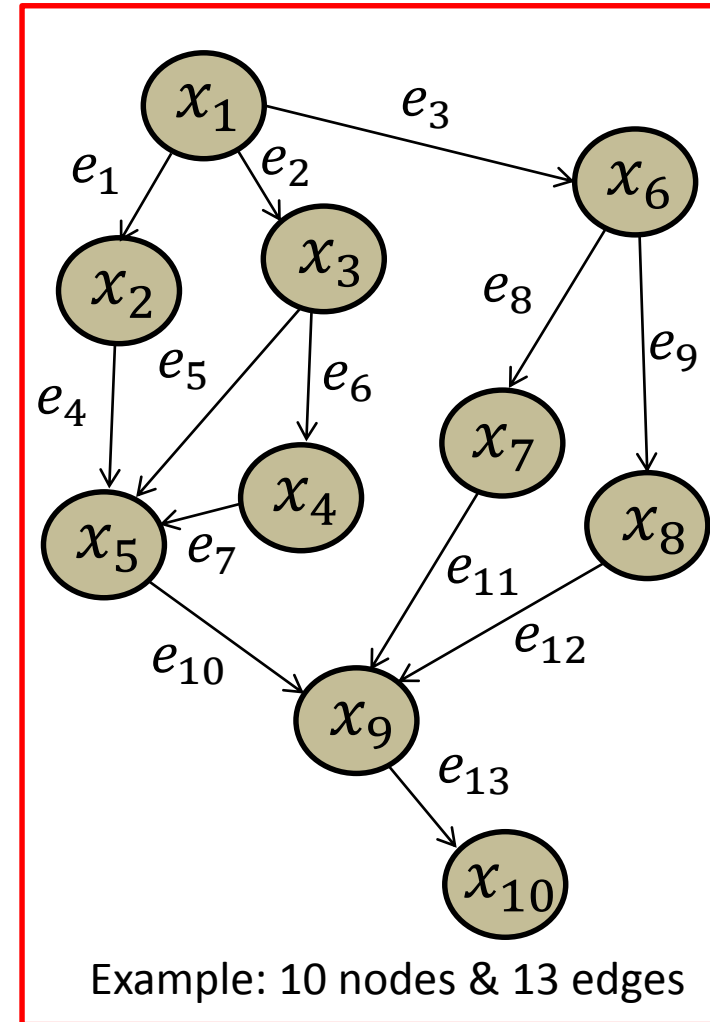 x₁
e₃
e₁
e₂
x₆
x₃
x₂
e₈
e₅
e₉
e₆
e₄
x₇
x₄
x₈
x₅
e₇
e₁₁
e₁₂
e₁₀
x₉
e₁₃
x₁₀
Example: 10 nodes & 13 edges